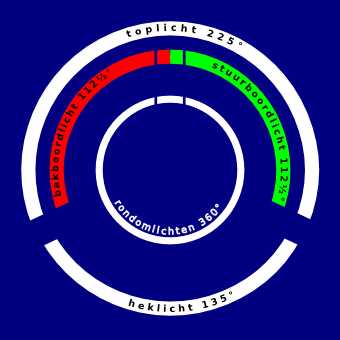 toplicht 225°
bakboordlicht 112½°
stuurboordlicht 112½°
rondomlichten 360°
heklicht 135°